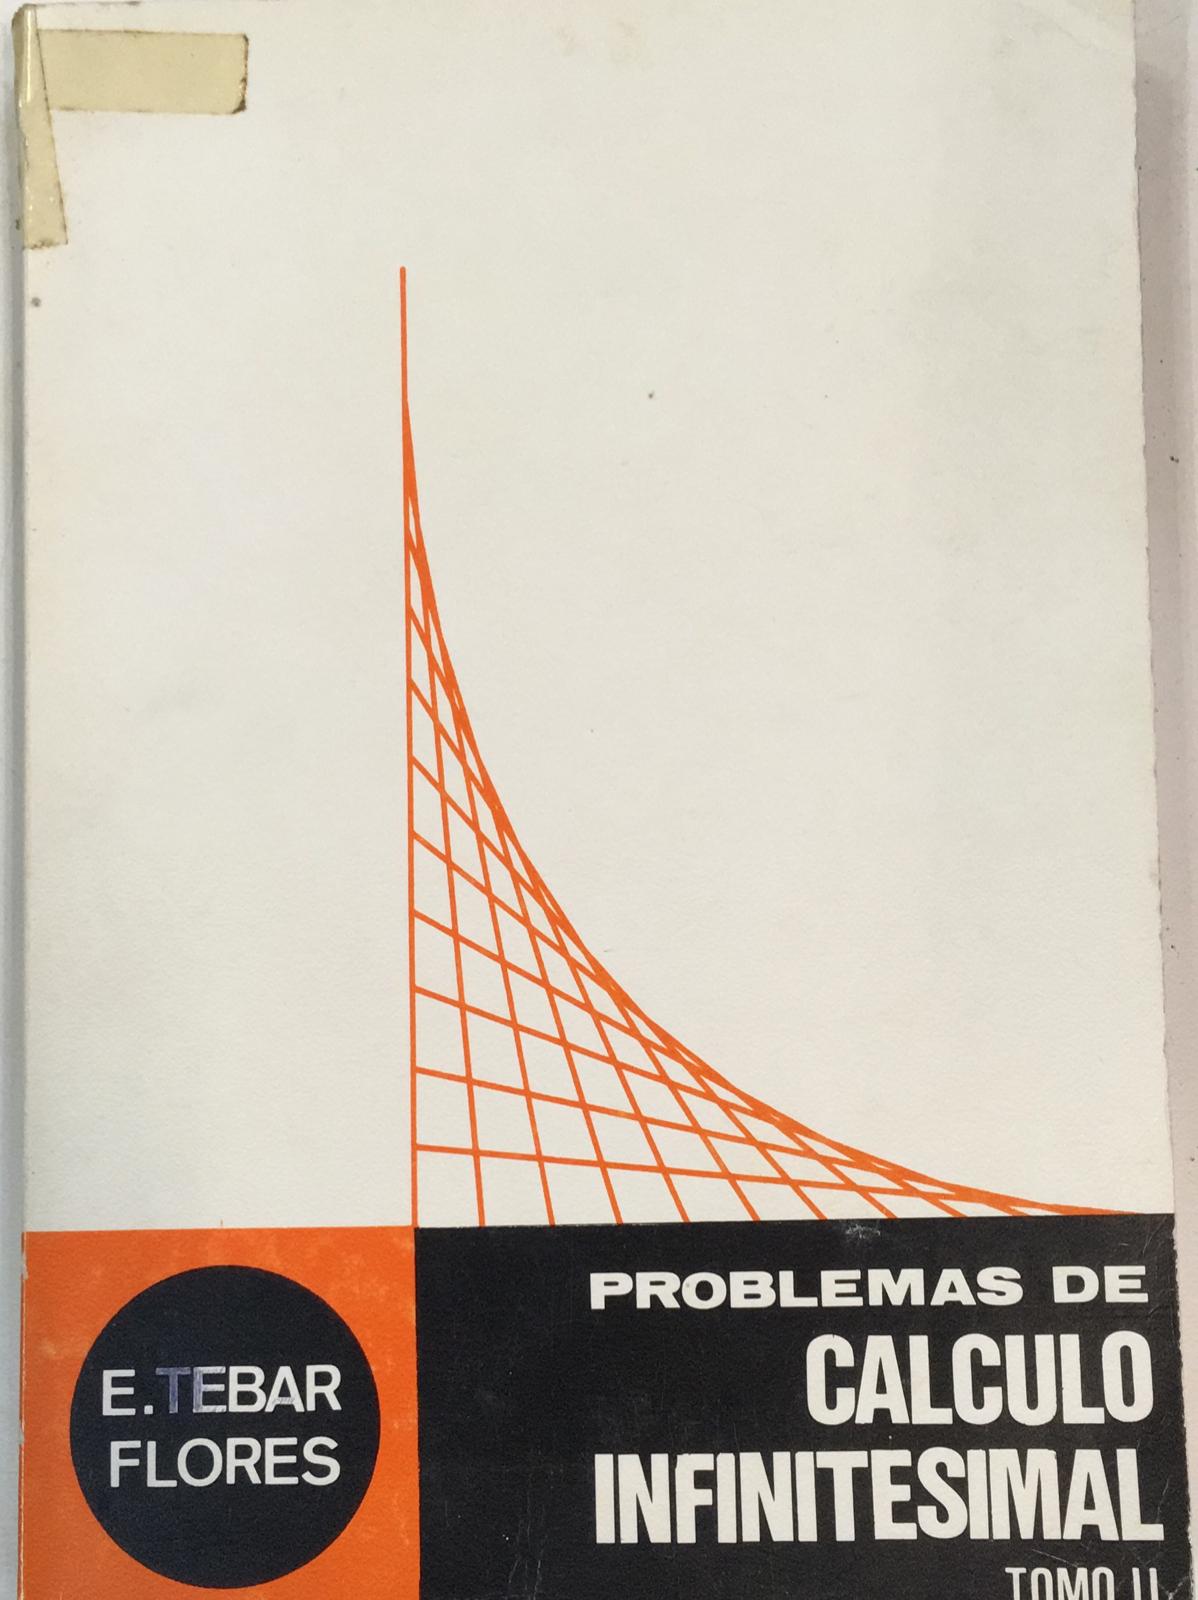 E. TEBAR
FLORES
PROBLEMAS DE
CALCULO
INFINITESIMAL
TOMO II